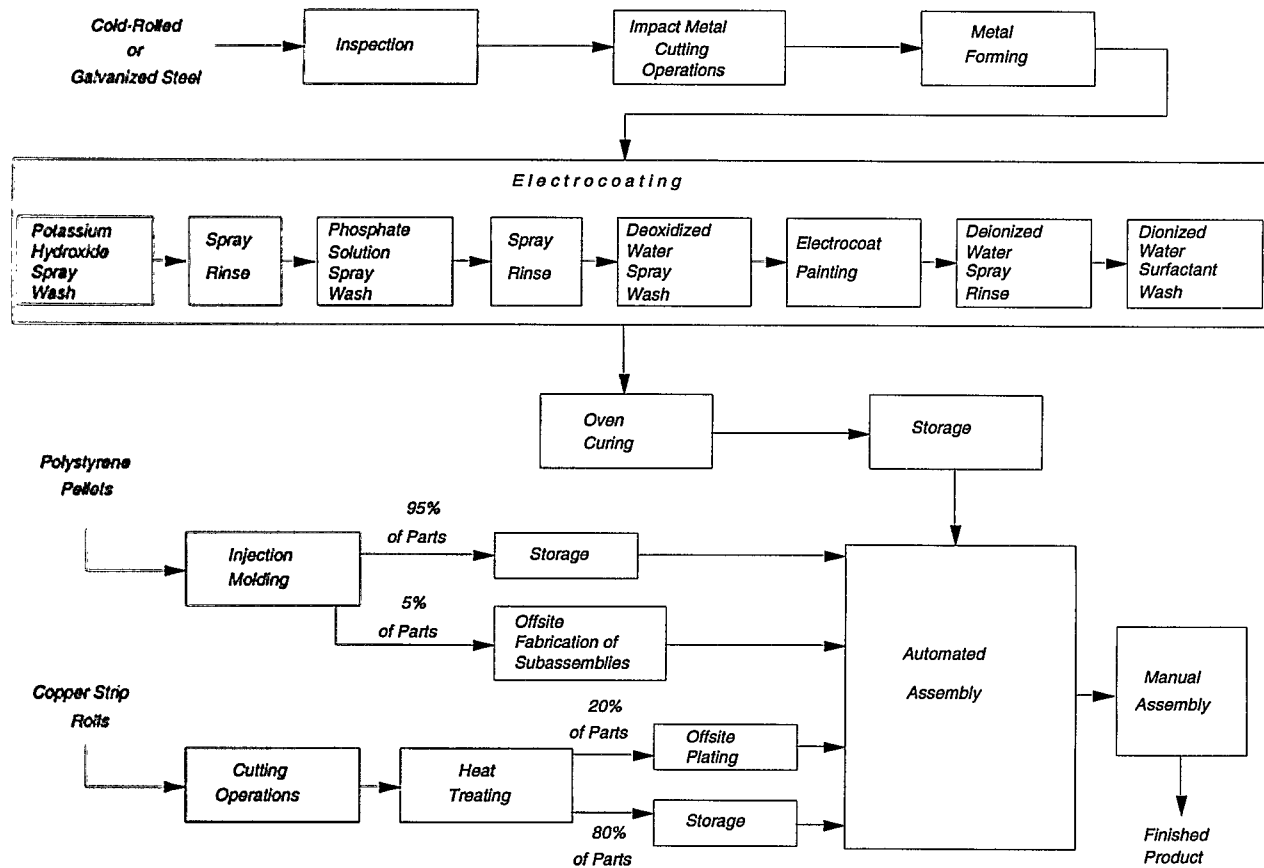 Cold-Rolled
or
Galvanized Steel
Inspection
Impact Metal
Cutting
Operations
Metal
Forming
Electrocoating
Potassium
Hydroxide
Spray
Wash
Spray
Rinse
Phosphate
Solution
Spray
Wash
Spray
Rinse
Deoxidized
Water
Spray
Wash
Electrocoat
Painting
Deionized
Water
Spray
Rinse
Dionized
Water
Surfactant
Wash
Oven
Curing
Storage
Polystyrene
Pellets
Injection
Molding
95%
of Parts
Storage
5%
of Parts
Offsite
Fabrication of
Subassemblies
Automated
Assembly
Manual
Assembly
Copper Strip
Rolls
Cutting
Operations
Heat
Treating
20%
of Parts
Offsite
Plating
80%
of Parts
Storage
Finished
Product